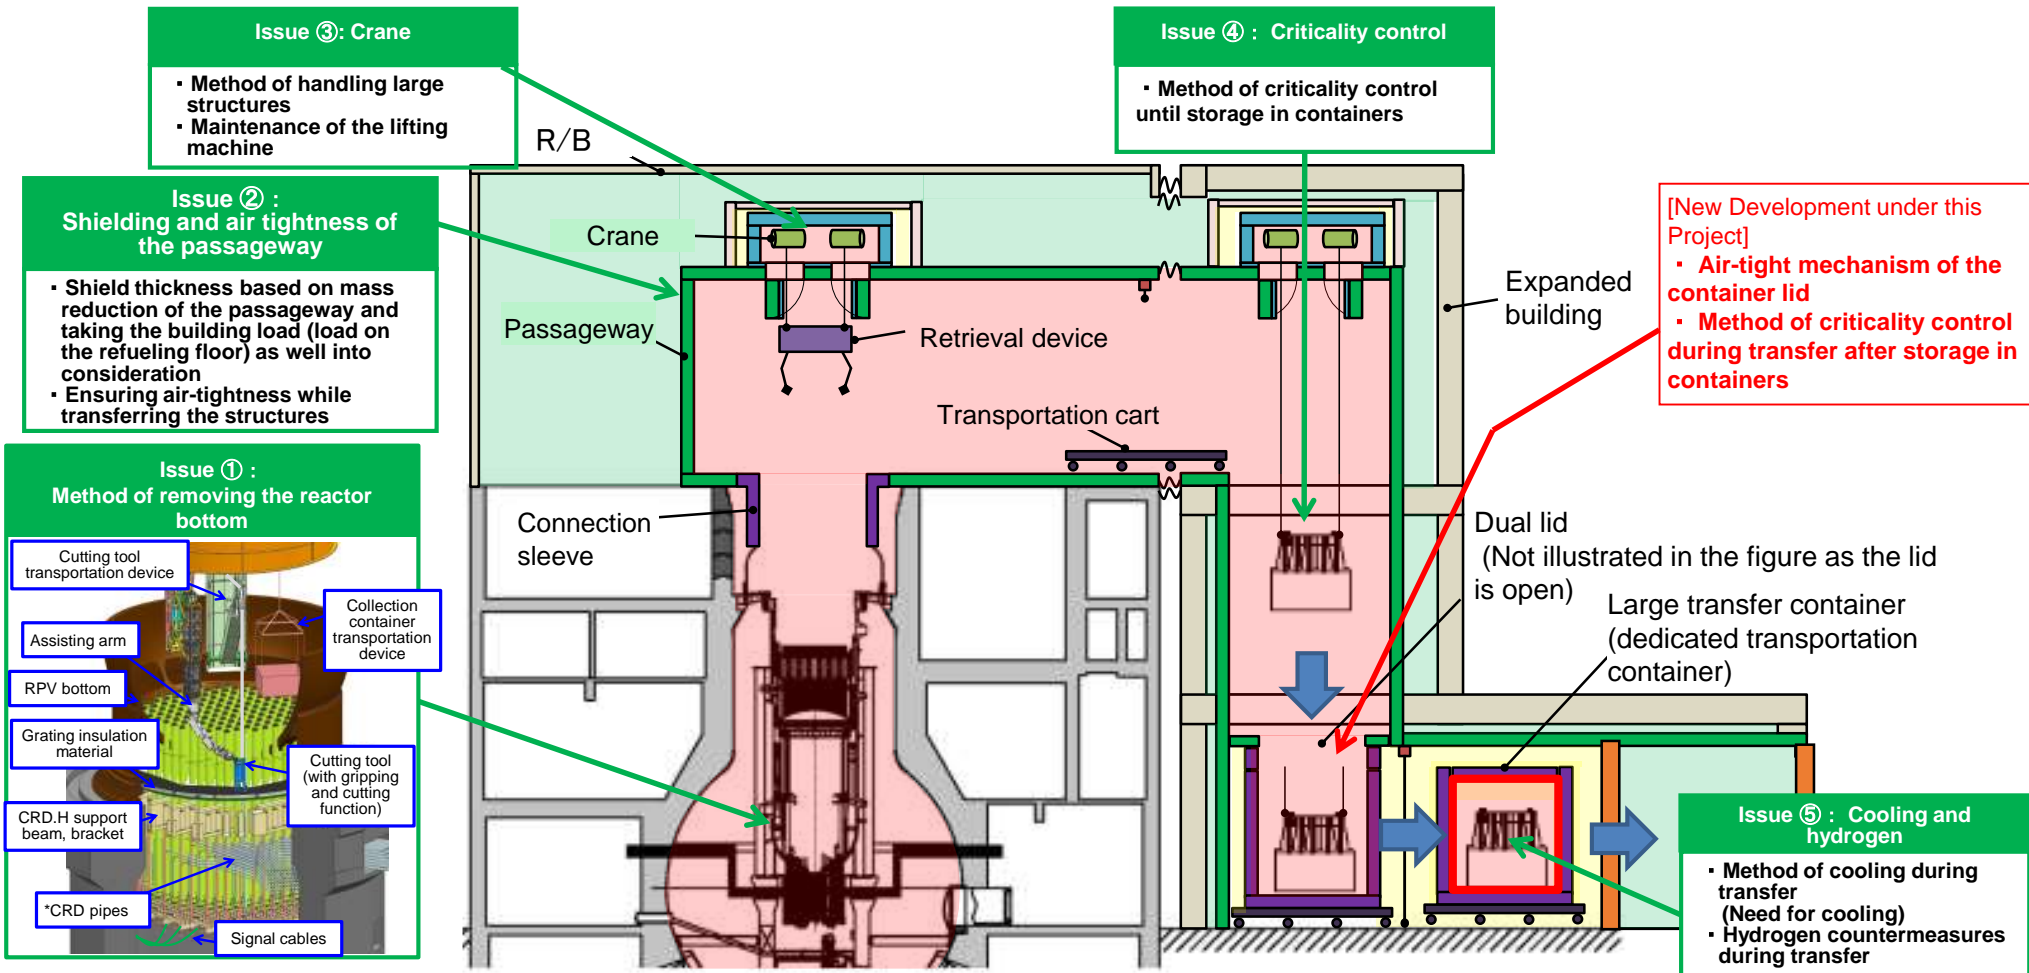 Issue ③: Crane
・Method of handling large
structures
・Maintenance of the lifting
machine
Issue ④ : Criticality control
・Method of criticality control
until storage in containers
R/B
Issue ② :
Shielding and air tightness of
the passageway
・Shield thickness based on mass
reduction of the passageway and
taking the building load (load on
the refueling floor) as well into
consideration
・Ensuring air-tightness while
transferring the structures
[New Development under this
Project]
・ Air-tight mechanism of the
container lid
・ Method of criticality control
during transfer after storage in
containers
Crane
Passageway
Retrieval device
Transportation cart
Expanded
building
Connection
sleeve
Dual lid
(Not illustrated in the figure as the lid
is open)
Large transfer container
(dedicated transportation
container)
Issue ① :
Method of removing the reactor
bottom
Cutting tool
transportation device
Collection
container
transportation
device
Assisting arm
RPV bottom
Grating insulation
material
Cutting tool
(with gripping
and cutting
function)
CRD.H support
beam, bracket
*CRD pipes
Signal cables
Issue ⑤ : Cooling and
hydrogen
・Method of cooling during
transfer
(Need for cooling)
・Hydrogen countermeasures
during transfer